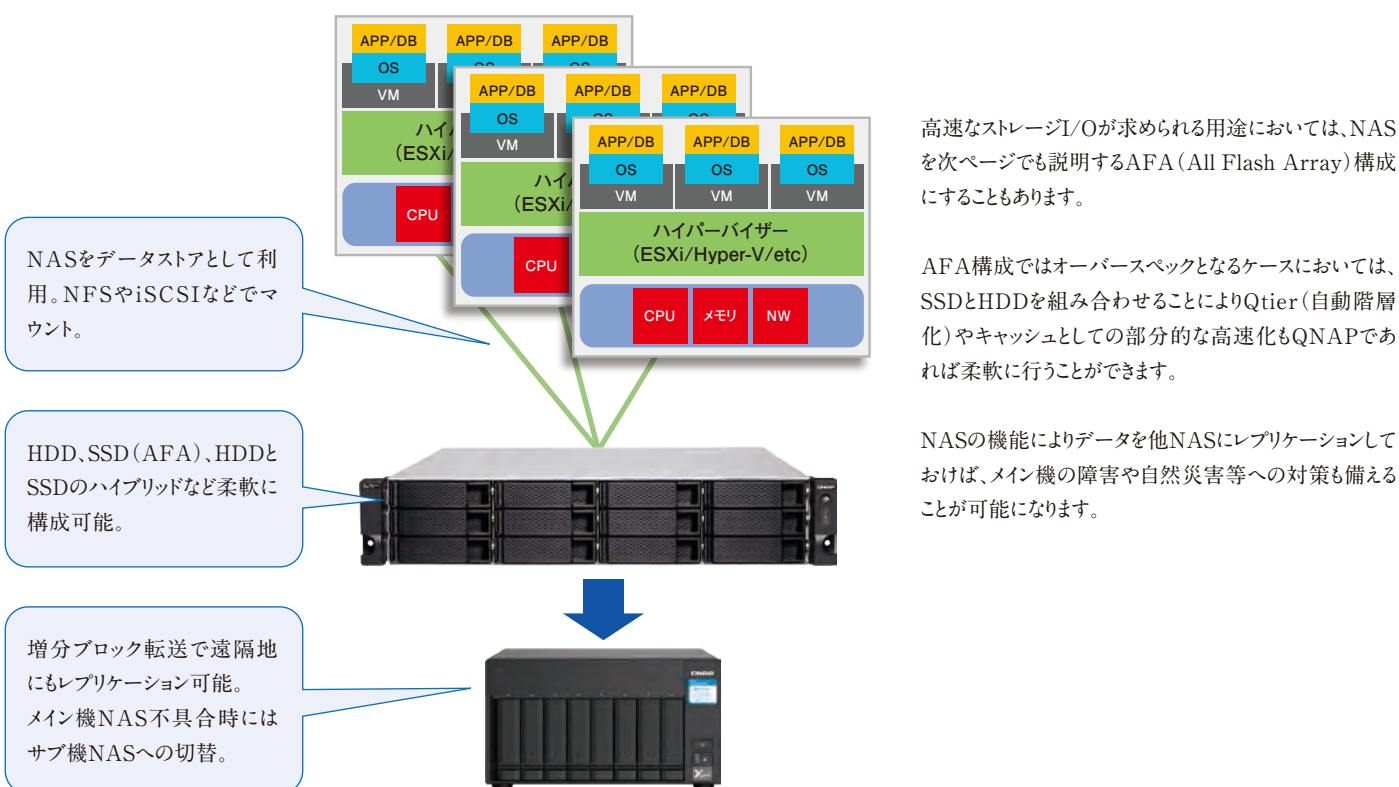 APP/DB
APP/DB
APP/DB
OS
OS
VM
ハイパ
(ESXi/
CPU
APP/DB
APP/DB
APP/DB
OS
OS
VM
ハイパ
(ESXi/
CPU
APP/DB
APP/DB
APP/DB
OS
OS
OS
VM
VM
VM
ハイパーバイザー
(ESXi/Hyper-V/etc)
CPU
メモリ
NW
NASをデータストアとして利
用。NFSやiSCSIなどでマ
ウント。
HDD、SSD(AFA)、HDDと
SSDのハイブリッドなど柔軟に
構成可能。
増分ブロック転送で遠隔地
にもレプリケーション可能。
メイン機NAS不具合時には
サブ機NASへの切替。
QNAP
高速なストレージI/Oが求められる用途においては、NAS
を次ページでも説明するAFA(All Flash Array)構成
にすることもあります。
AFA構成ではオーバースペックとなるケースにおいては、
SSDとHDDを組み合わせることによりQtier(自動階層
化)やキャッシュとしての部分的な高速化もQNAPであ
れば柔軟に行うことができます。
NASの機能によりデータを他NASにレプリケーションして
おけば、メイン機の障害や自然災害等への対策も備える
ことが可能になります。